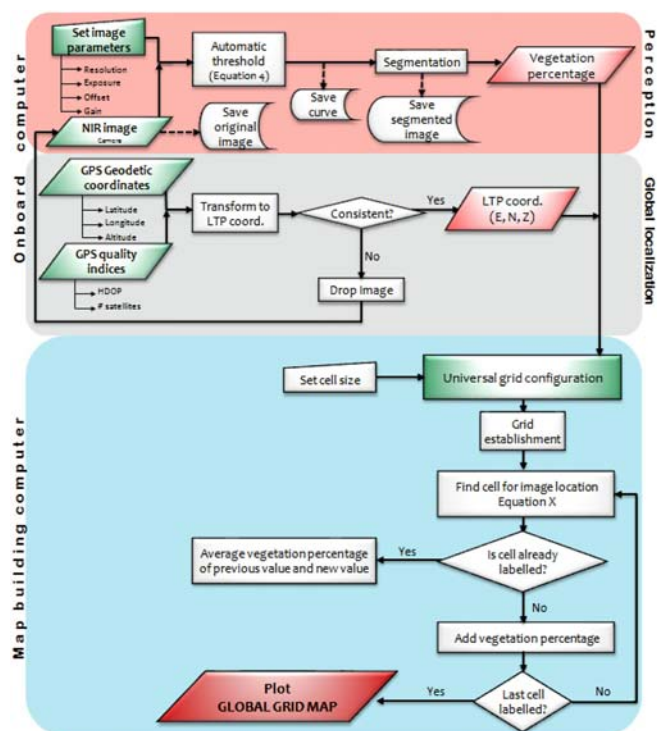 Set image
parameters
Resolution
Exposure
Offset
Gain
NIR image
Camera
Automatic
threshold
(Equation 4)
Segmentation
Vegetation
percentage
Save
original
image
Save
curve
Save
segmented
image
Perception
Onboard computer
GPS Geodetic
coordinates
Latitude
Longitude
Altitude
GPS quality
indices
HDOP
# satellites
Transform to
LTP coord.
Consistent?
Yes
LTP coord.
(E, N, Z)
No
Drop image
Global localization
Map building computer
Set cell size
Universal grid configuration
Grid
establishment
Find cell for image location
Equation X
Is cell already
labelled?
Yes
Average vegetation percentage
of previous value and new value
No
Add vegetation percentage
Last cell
labelled?
No
Yes
Plot
GLOBAL GRID MAP